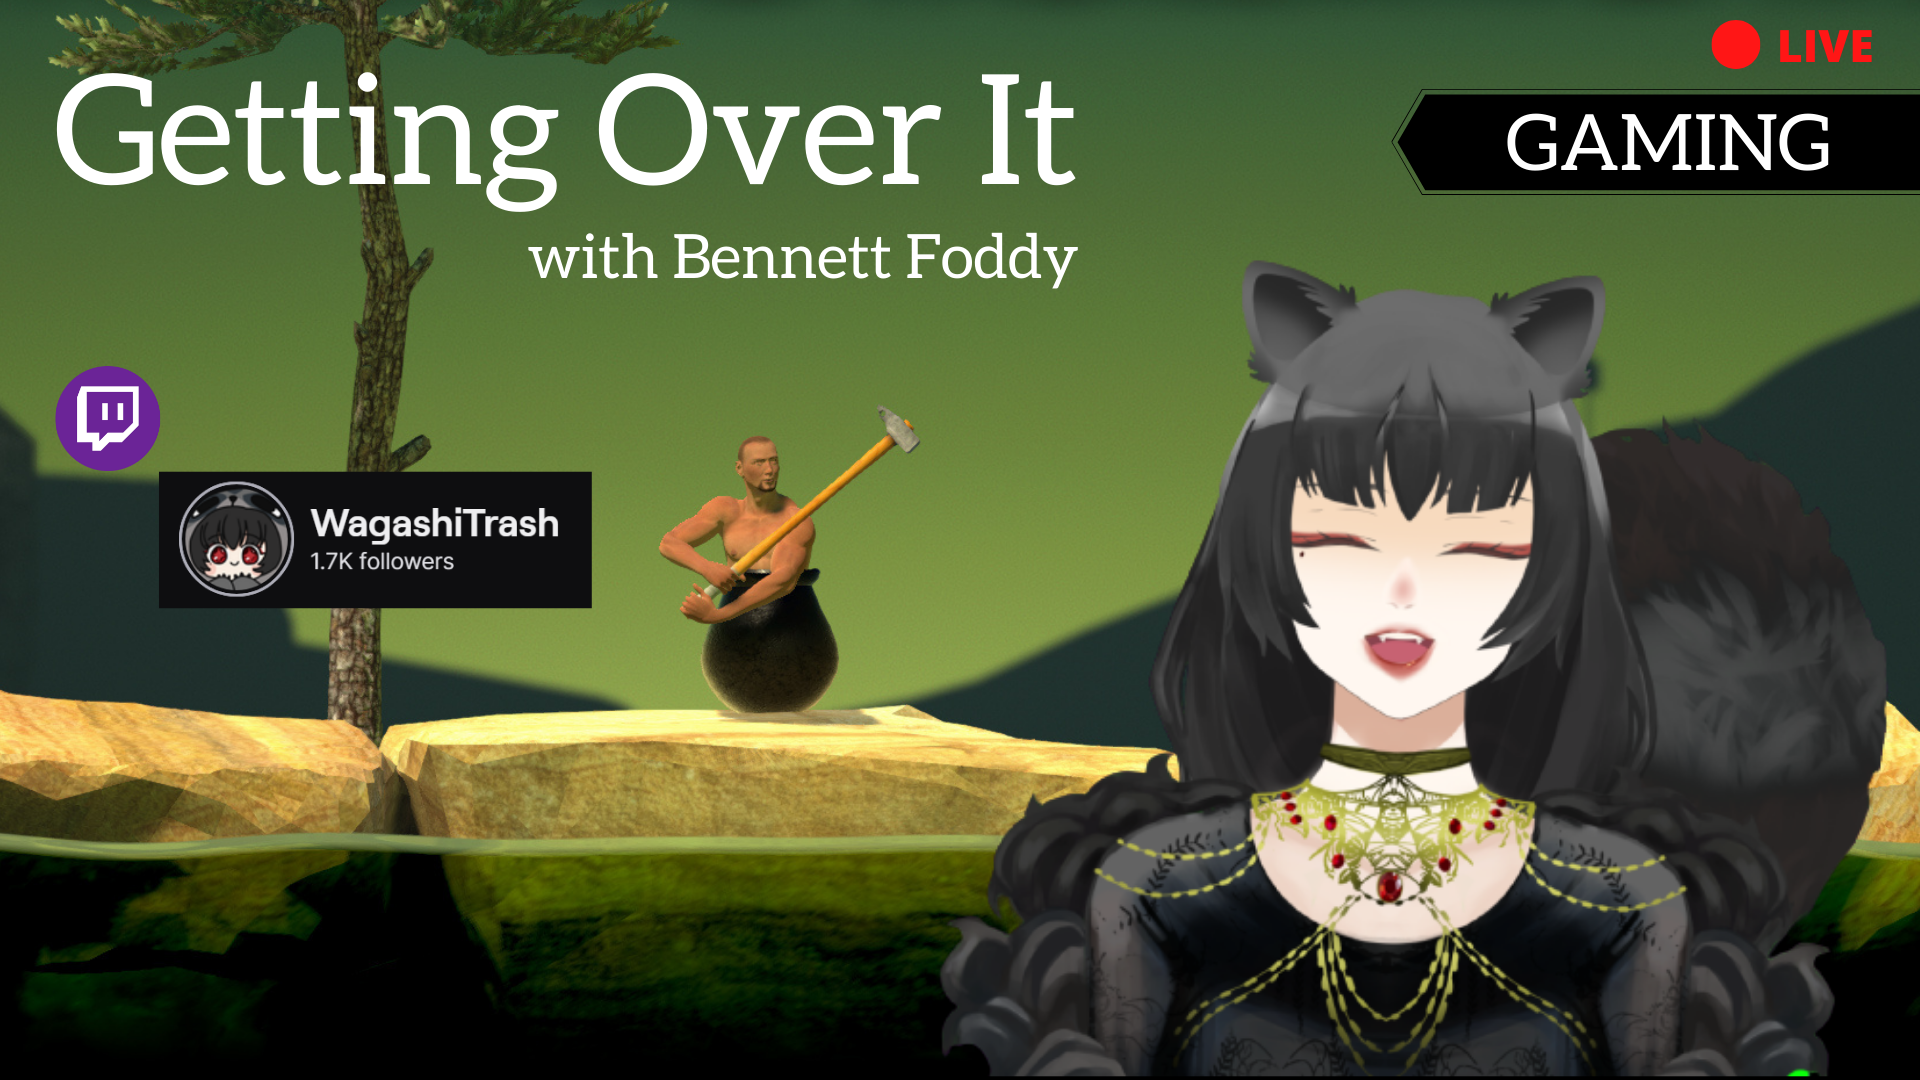 LIVE
GAMING
Getting Over It
with Bennett Foddy
WagashiTrash
1.7K followers